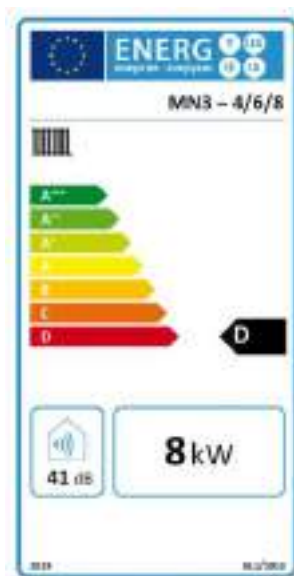 ENERG
MN3 – 4/6/8
A+++
A++
A+
A
B
C
D
D
41 dB
8 kW